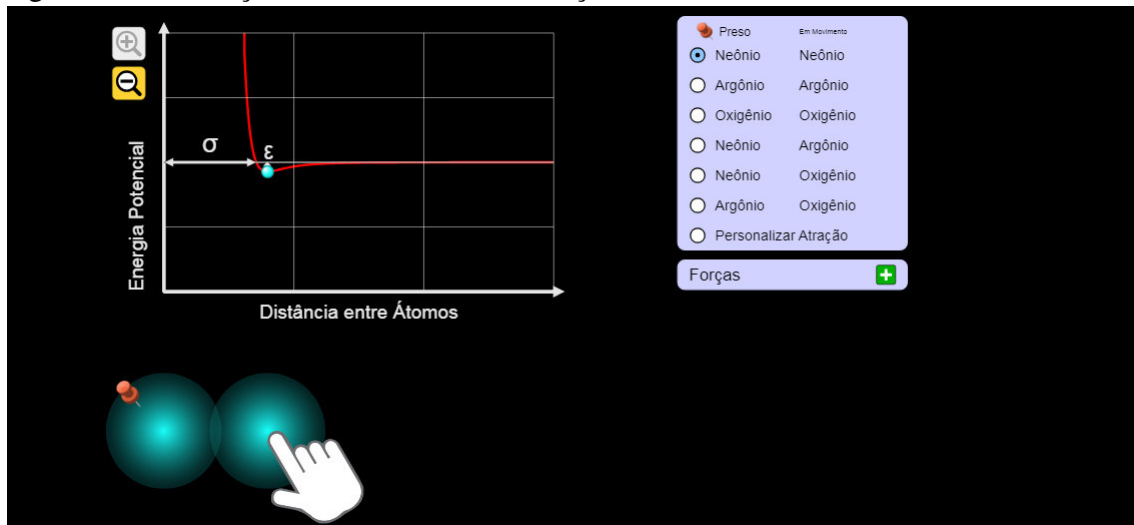 Preso Em Movimento
Neônio Neônio
Argônio Argônio
Oxigênio Oxigênio
Neônio Argônio
Neônio Oxigênio
Argônio Oxigênio
Personalizar Atração
Forças
σ
ε
Energia Potencial
Distância entre Átomos